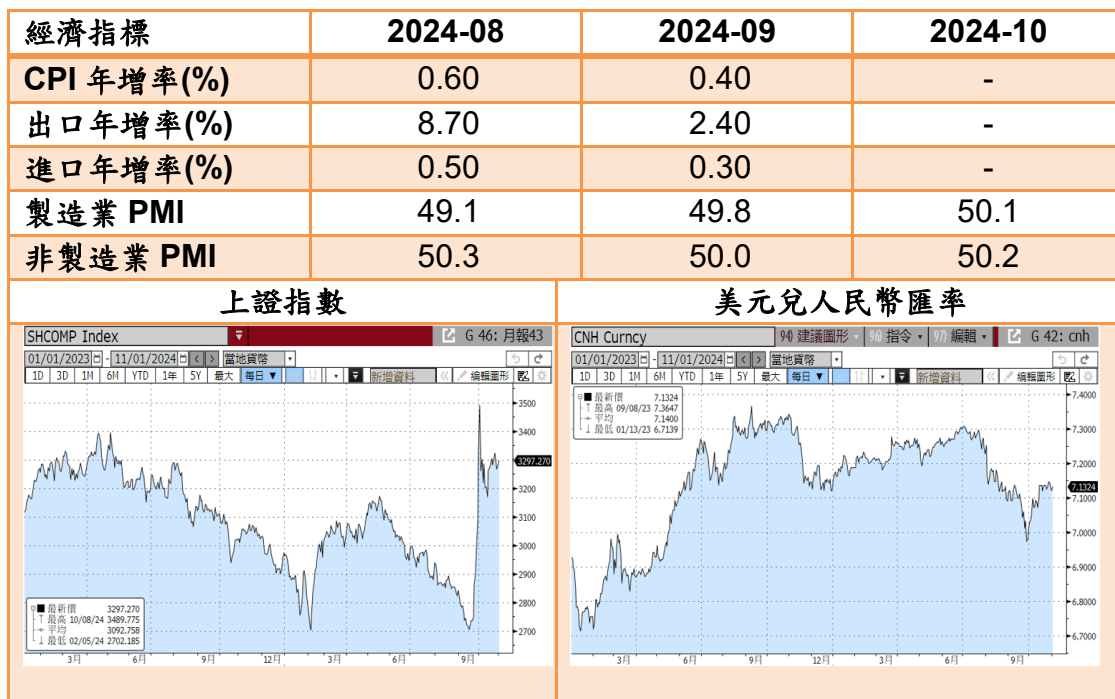 經濟指標 2024-08 2024-09 2024-10
CPI 年增率(%) 0.60 0.40 -
出口年增率(%) 8.70 2.40 -
進口年增率(%) 0.50 0.30 -
製造業 PMI 49.1 49.8 50.1
非製造業 PMI 50.3 50.0 50.2
上證指數 美元兌人民幣匯率
SHCOMP Index G 46: 月報43
01/01/2023 - 11/01/2024 當地貨幣
1D 3D 1M 6M YTD 1年 5Y 最大 每日▼ 新增資料 編輯圖形
3500
3400
3297.270
3200
3100
3000
2900
2800
2700
最新價 3297.270
最高 10/08/24 3489.775
平均 3092.758
最低 02/05/24 2702.185
3月 6月 9月 12月 3月 6月 9月
CNH Curncy 94) 建議圖形 96) 指令 97) 編輯 G 42: cnh
01/01/2023 - 11/01/2024 當地貨幣
1D 3D 1M 6M YTD 1年 5Y 最大 每日▼ 新增資料 編輯圖形
最新價 7.1324
最高 09/08/23 7.3647
平均 7.1400
最低 01/13/23 6.7139
7.4000
7.3000
7.2000
7.1324
7.1000
7.0000
6.9000
6.8000
6.7000
3月 6月 9月 12月 3月 6月 9月